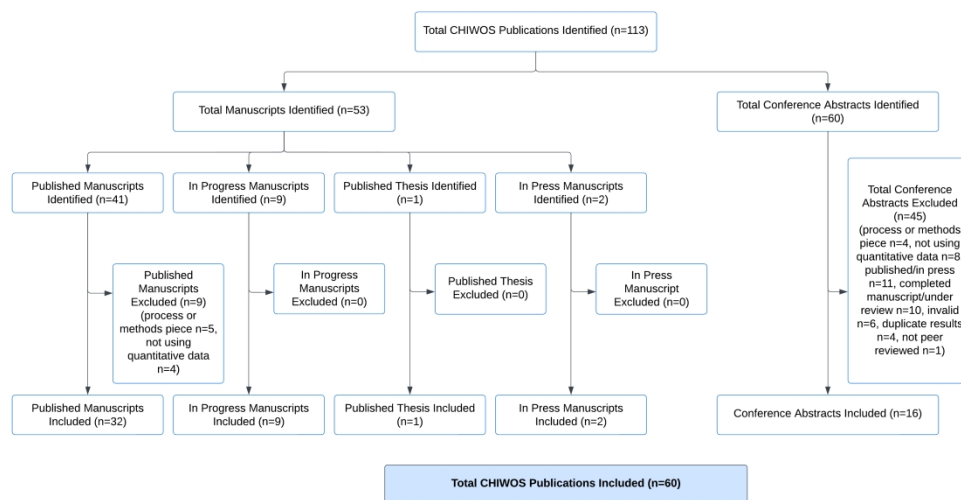 Total CHIWOS Publications Identified (n=113)
Total Manuscripts Identified (n=53)
Total Conference Abstracts Identified
(n=60)
Published Manuscripts
Identified (n=41)
In Progress Manuscripts
Identified (n=9)
Published Thesis Identified
(n=1)
In Press Manuscripts
Identified (n=2)
Total Conference
Abstracts Excluded
(n=45)
(process or methods
piece n=4, not using
quantitative data n=8
published/in press
n=11, completed
manuscript/under
review n=10, invalid
n=6, duplicate results
n=4, not peer
reviewed n=1)
Published
Manuscripts
Excluded (n=9)
(process or
methods piece n=5,
not using
quantitative data
n=4)
In Progress
Manuscripts
Excluded (n=0)
Published Thesis
Excluded (n=0)
In Press
Manuscript
Excluded (n=0)
Published Manuscripts
Included (n=32)
In Progress Manuscripts
Included (n=9)
Published Thesis Included
(n=1)
In Press Manuscripts
Included (n=2)
Conference Abstracts Included (n=16)
Total CHIWOS Publications Included (n=60)